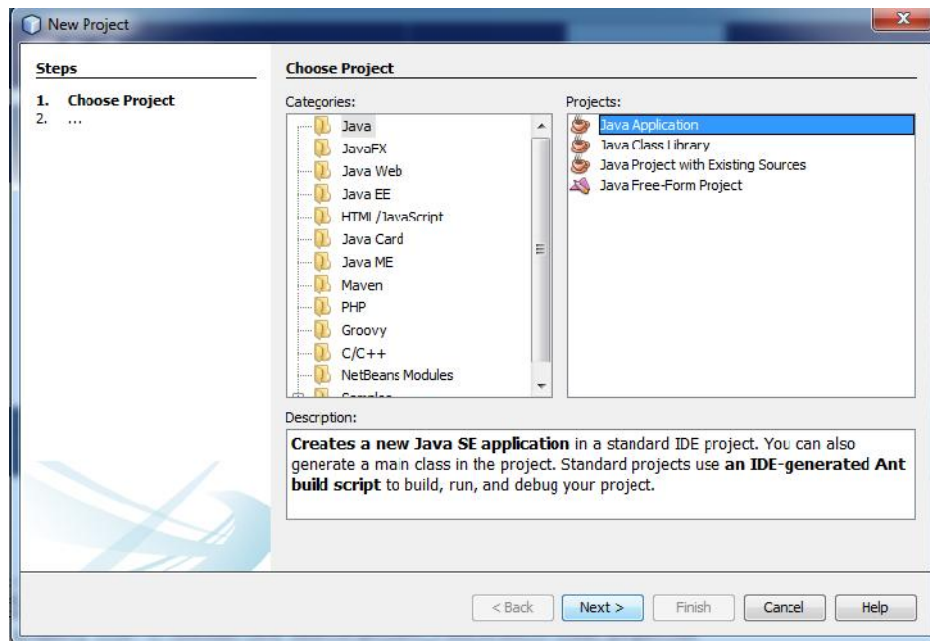 New Project
Steps
1. Choose Project
2. ...
Choose Project
Categories:
Java
JavaFX
Java Web
Java EE
HTML/JavaScript
Java Card
Java ME
Maven
PHP
Groovy
C/C++
NetBeans Modules
Samples
Projects:
Java Application
Java Class Library
Java Project with Existing Sources
Java Free-Form Project
Description:
Creates a new Java SE application in a standard IDE project. You can also
generate a main class in the project. Standard projects use an IDE-generated Ant
build script to build, run, and debug your project.
< Back
Next >
Finish
Cancel
Help